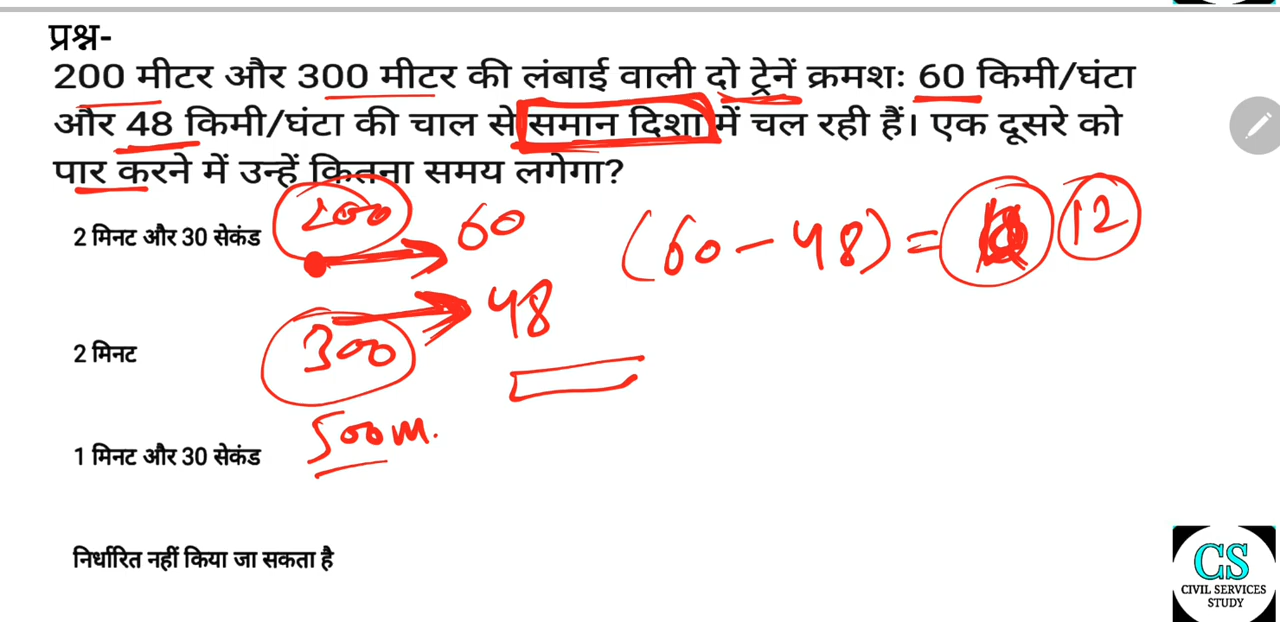 प्रश्न-
200 मीटर और 300 मीटर की लंबाई वाली दो ट्रेनें क्रमशः 60 किमी/घंटा
और 48 किमी/घंटा की चाल से समान दिशा में चल रही हैं। एक दूसरे को
पार करने में उन्हें कितना समय लगेगा?
2 मिनट और 30 सेकंड
200
60
(60-48) =
12
48
2 मिनट
300
500m.
1 मिनट और 30 सेकंड
निर्धारित नहीं किया जा सकता है
CS
CIVIL SERVICES
STUDY